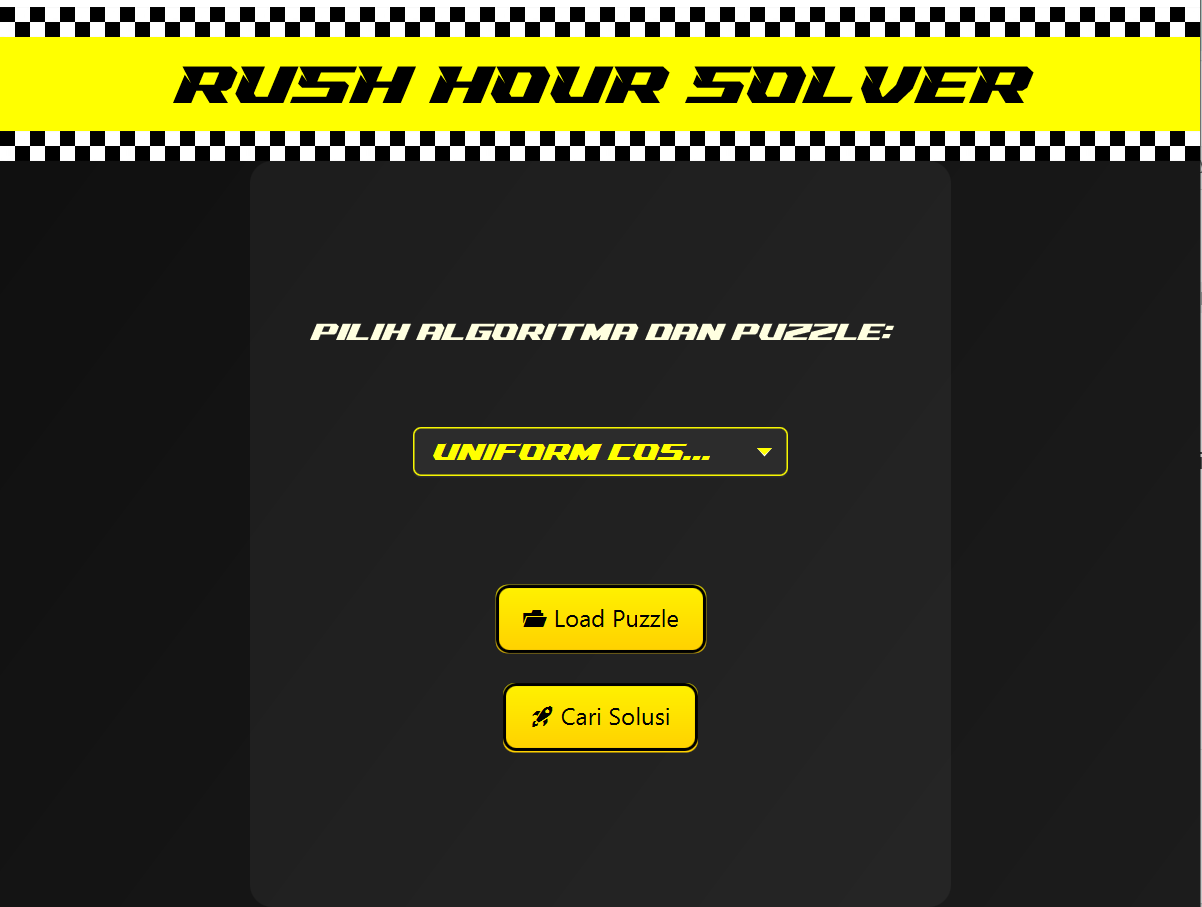 RUSH HOUR SOLVER
PILIH ALGORITMA DAN PUZZLE:
UNIFORM COS...
Load Puzzle
Cari Solusi